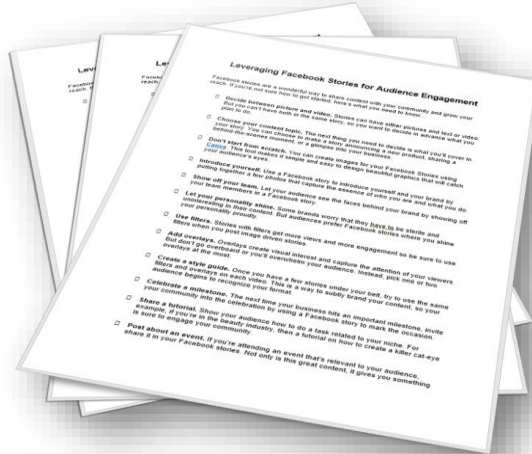 Leveraging Facebook Stories for Audience Engagement
Facebook stories are a wonderful way to share content with your community and grow your
reach. If you're not sure how to get started, here's what you need to know...
Decide between picture and video. Stories can have either pictures and text or video.
But you can't have both in the same story, so you want to decide in advance what you
plan to do.
Choose your content topic. The next thing you need to decide is what you'll cover in
your story. You can choose to make a story announcing a new product, sharing a
behind-the-scenes moment, or a glimpse into your business.
Don't start from scratch. You can create images for your Facebook Stories using
Canva. This tool makes it simple and easy to design beautiful graphics that will catch
your audience's eyes.
Introduce yourself. Use a Facebook story to introduce yourself and your brand by
putting together a few photos that capture the essence of who you are and what you do.
Show off your team. Let your audience see the faces behind your brand by showing off
your team members in a Facebook Story.
Let your personality shine. Some brands worry that they have to be sterile and
uninteresting in their content. But audiences prefer Facebook stories where you shine
your personality proudly.
Use filters. Stories with filters get more views and more engagement so be sure to use
filters when you post image driven stories.
Add overlays. Overlays create visual interest and capture the attention of your viewers.
But don't go overboard or you'll overwhelm your audience. Instead, pick one or two
overlays at the most.
Create a style guide. Once you have a few stories under your belt, try to use the same
filters and overlays on each video. This is a way to subtly brand your content, so your
audience begins to recognize your format.
Celebrate a milestone. The next time your business hits an important milestone, invite
your community into the celebration by using a Facebook story to mark the occasion.
Share a tutorial. Show your audience how to do a task related to your niche. For
example, if you're in the beauty industry, then a tutorial on how to create a killer cat-eye
is sure to engage your community.
Post about an event. If you're attending an event that's relevant to your audience,
share it in your Facebook stories. Not only is this great content, it gives you something